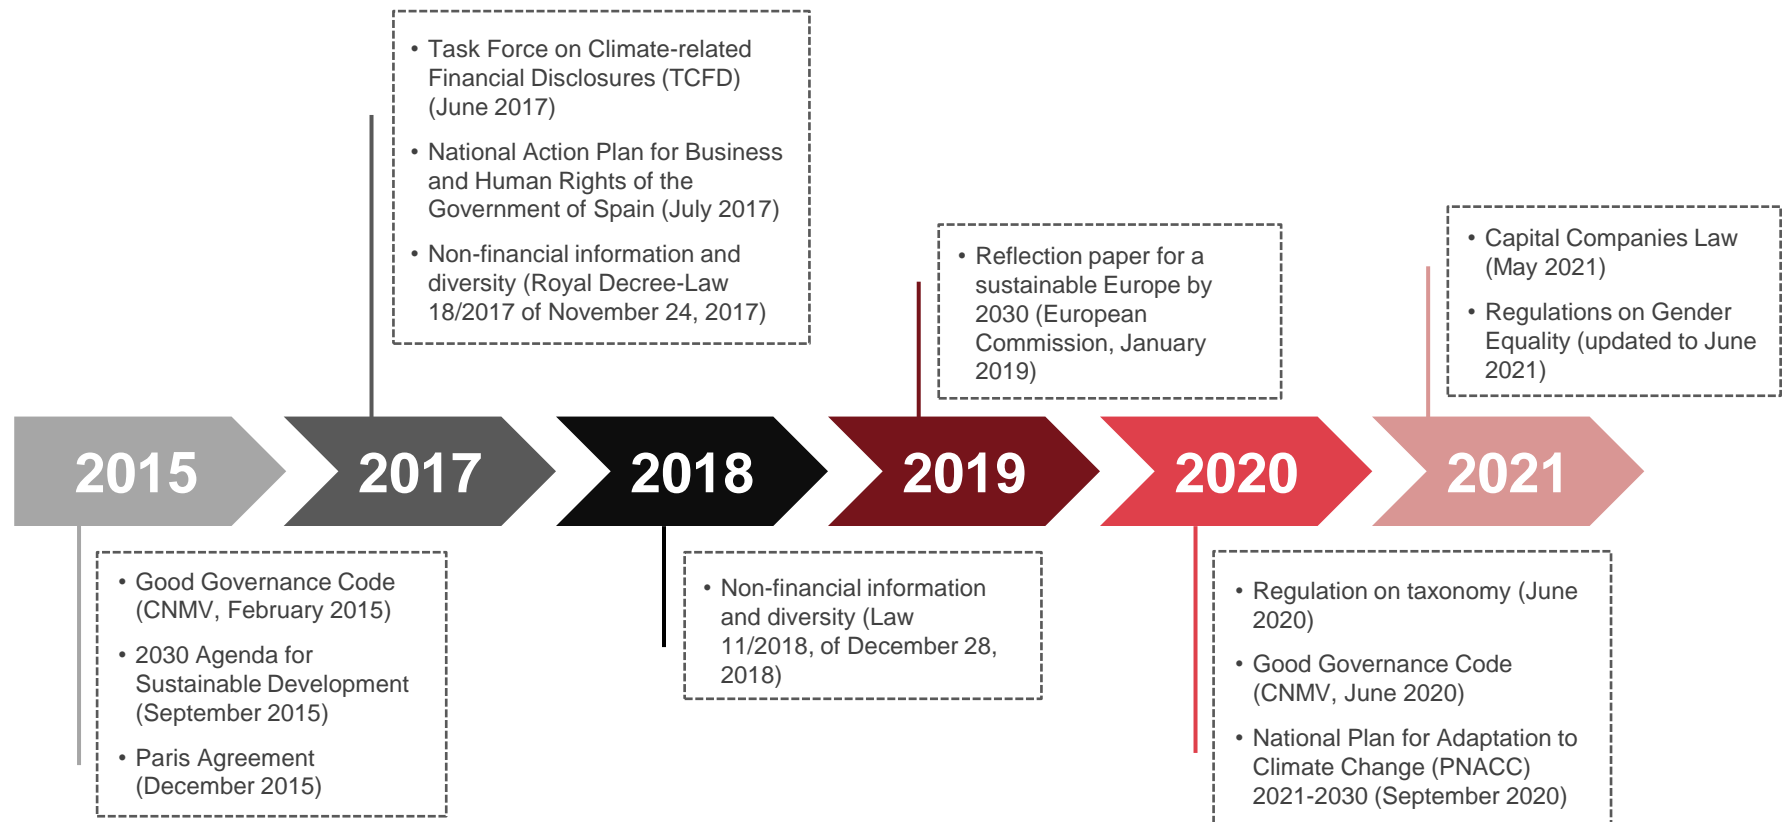 • Task Force on Climate-related
Financial Disclosures (TCFD)
(June 2017)
• National Action Plan for Business
and Human Rights of the
Government of Spain (July 2017)
• Non-financial information and
diversity (Royal Decree-Law
18/2017 of November 24, 2017)
• Reflection paper for a
sustainable Europe by
2030 (European
Commission, January
2019)
• Capital Companies Law
(May 2021)
• Regulations on Gender
Equality (updated to June
2021)
2015
2017
2018
2019
2020
2021
• Good Governance Code
(CNMV, February 2015)
• 2030 Agenda for
Sustainable Development
(September 2015)
• Paris Agreement
(December 2015)
• Non-financial information
and diversity (Law
11/2018, of December 28,
2018)
• Regulation on taxonomy (June
2020)
• Good Governance Code
(CNMV, June 2020)
• National Plan for Adaptation to
Climate Change (PNACC)
2021-2030 (September 2020)